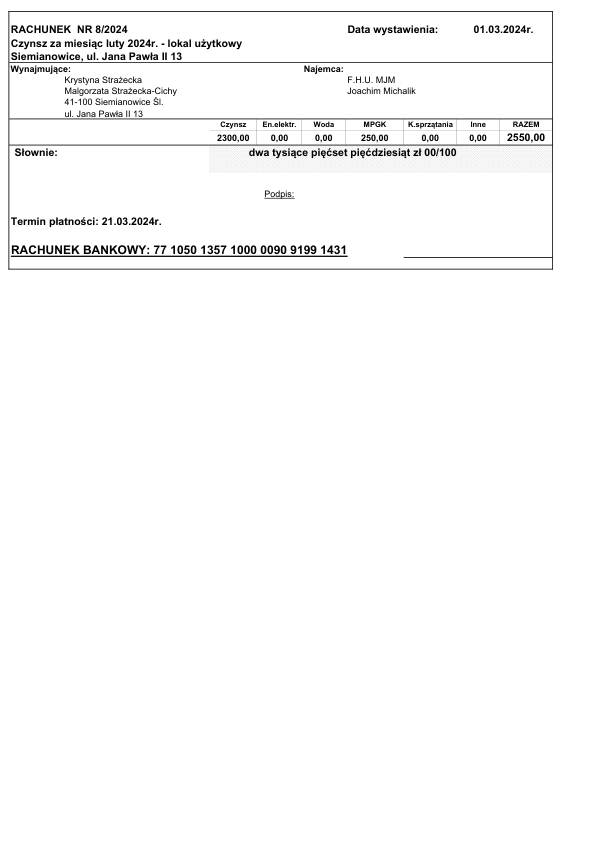 RACHUNEK NR 8/2024 Data wystawienia: 01.03.2024r.
Czynsz za miesiąc luty 2024r. - lokal użytkowy
Siemianowice, ul. Jana Pawła II 13
Wynajmujące: Najemca:
Krystyna Strażecka F.H.U. MJM
Malgorzata Strażecka-Cichy Joachim Michalik
41-100 Siemianowice Śl.
ul. Jana Pawła II 13
Czynsz En.elektr. Woda MPGK K.sprzątania Inne RAZEM
2300,00 0,00 0,00 250,00 0,00 0,00 2550,00
Słownie: dwa tysiące pięćset pięćdziesiąt zł 00/100
Podpis:
Termin płatności: 21.03.2024r.
RACHUNEK BANKOWY: 77 1050 1357 1000 0090 9199 1431